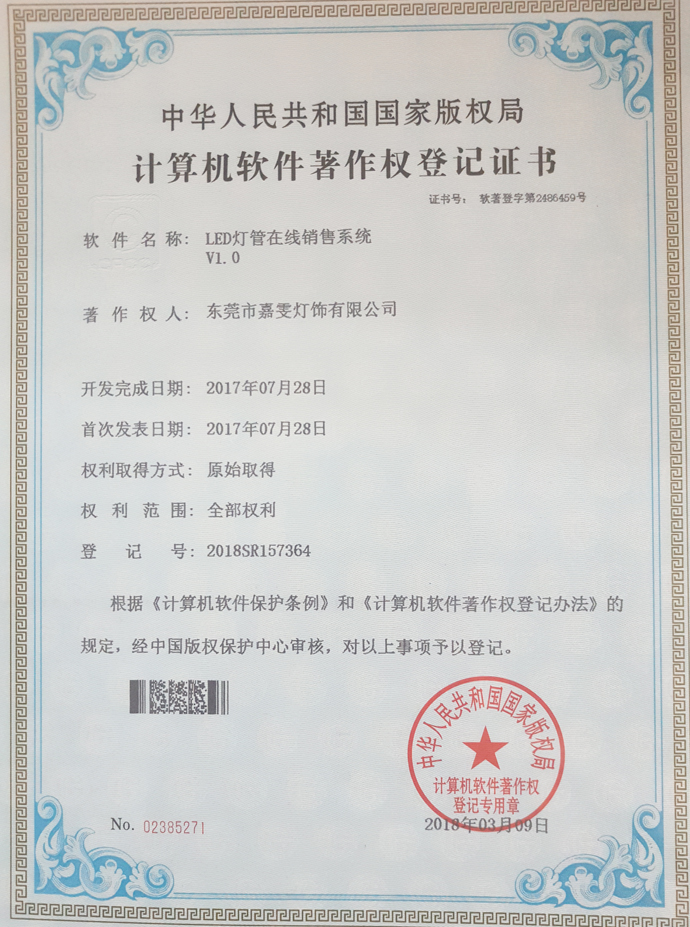 中华人民共和国国家版权局
计算机软件著作权登记证书
证书号： 软著登字第2486459号
软件名称： LED灯管在线销售系统
V1.0
著作权人： 东莞市嘉雯灯饰有限公司
开发完成日期： 2017年07月28日
首次发表日期： 2017年07月28日
权利取得方式： 原始取得
权利范围： 全部权利
登记号： 2018SR157364
根据《计算机软件保护条例》和《计算机软件著作权登记办法》的
规定，经中国版权保护中心审核，对以上事项予以登记。
中华人民共和国国家版权局
计算机软件著作权
登记专用章
No. 02385271
2018年03月09日